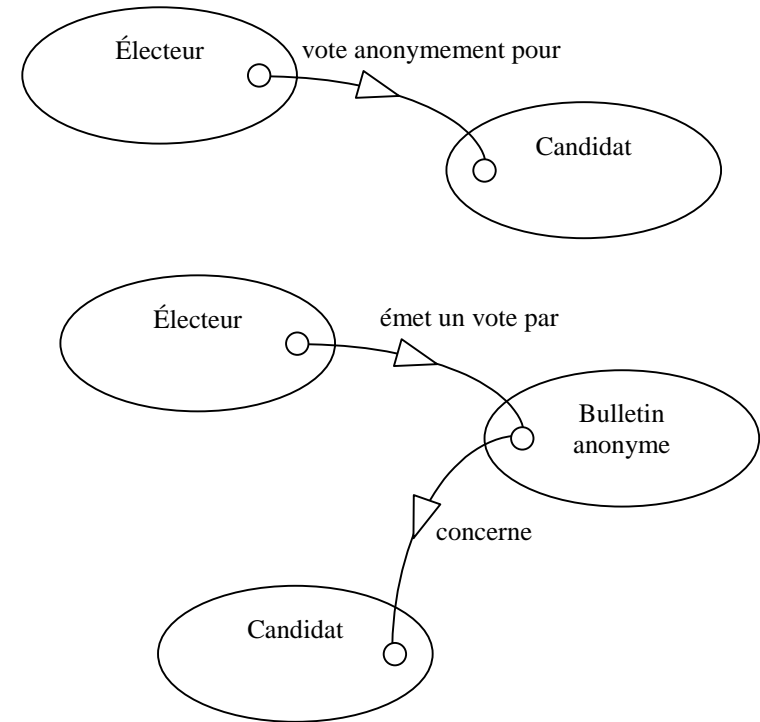 Électeur
vote anonymement pour
Candidat
Électeur
émet un vote par
Bulletin
anonyme
concerne
Candidat